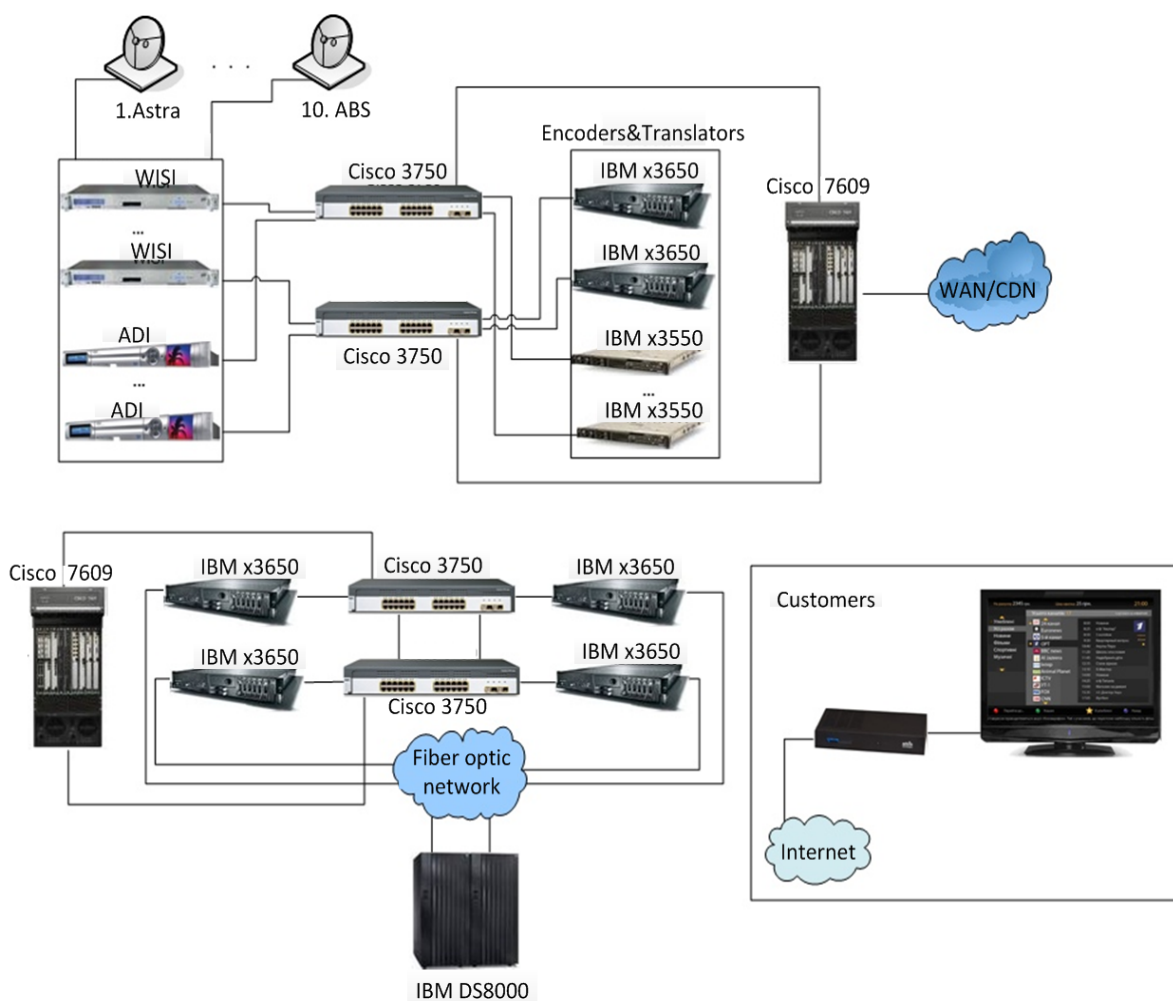 1.Astra
. . .
10. ABS
Encoders&Translators
WISI
...
WISI
ADI
...
ADI
Cisco 3750
Cisco 3750
IBM x3650
IBM x3650
IBM x3550
...
IBM x3550
Cisco 7609
WAN/CDN
Cisco 7609
IBM x3650
Cisco 3750
IBM x3650
IBM x3650
Cisco 3750
IBM x3650
Fiber optic
network
IBM DS8000
Customers
Internet